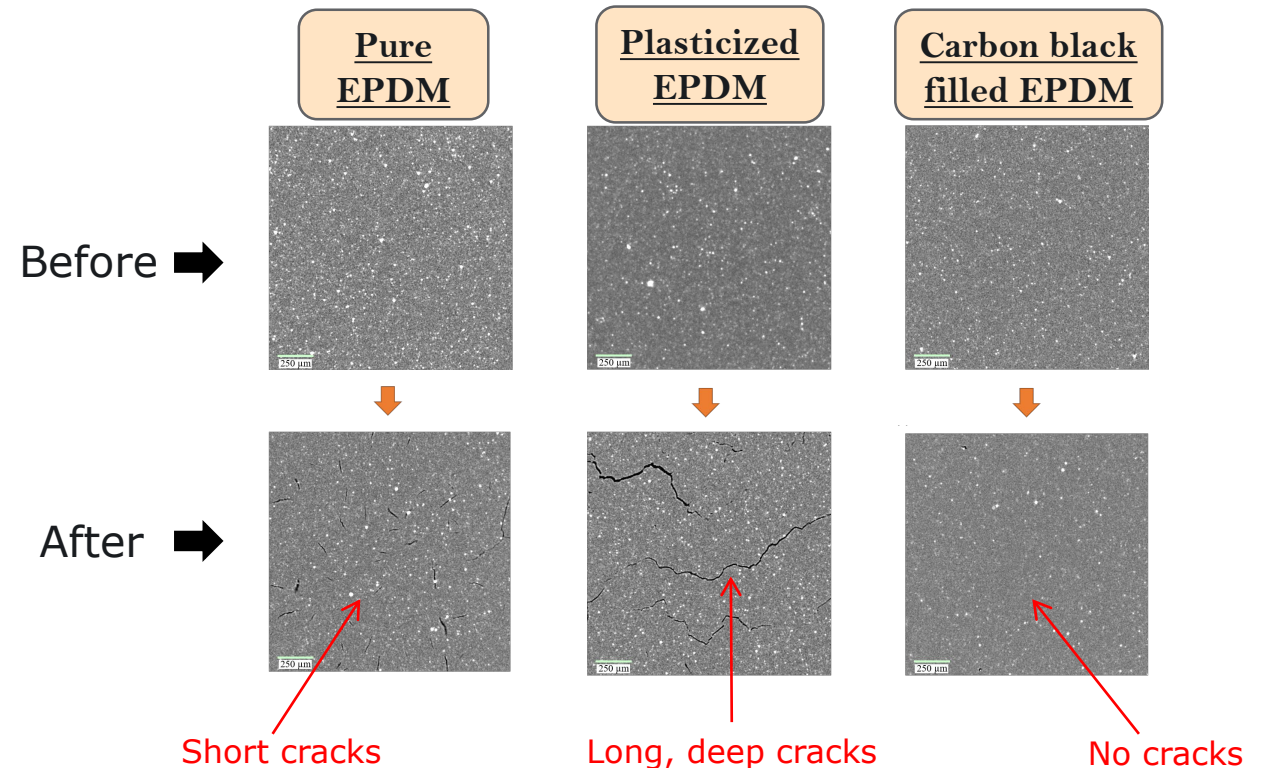 Pure
EPDM
Plasticized
EPDM
Carbon black
filled EPDM
Before
250 µm
250 µm
250 µm
After
250 µm
250 µm
250 µm
Short cracks
Long, deep cracks
No cracks